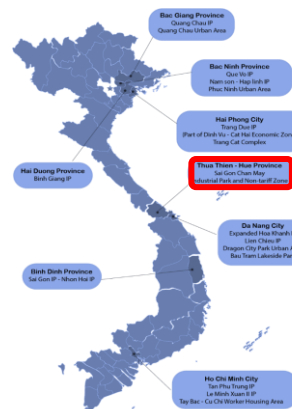 Bac Giang Province
Quang Chau IP
Quang Chau Urban Area
Bac Ninh Province
Que Vo IP
Nam son - Hap linh IP
Phuc Ninh Urban Area
Hai Phong City
Trang Due IP
(Part of Dinh Vu - Cat Hai Economic Zone
Trang Cat Complex
Hai Duong Province
Binh Giang IP
Thua Thien - Hue Province
Sai Gon Chan May
Industrial Park and Non-tariff Zone
Da Nang City
Expanded Hoa Khanh
Lien Chieu IP
Dragon City Park Urban
Bau Tram Lakeside
Binh Dinh Province
Sai Gon IP - Nhon Hoi IP
Ho Chi Minh City
Tan Phu Trung IP
Le Minh Xuan II IP
Tay Bac - Cu Chi Worker Housing Area